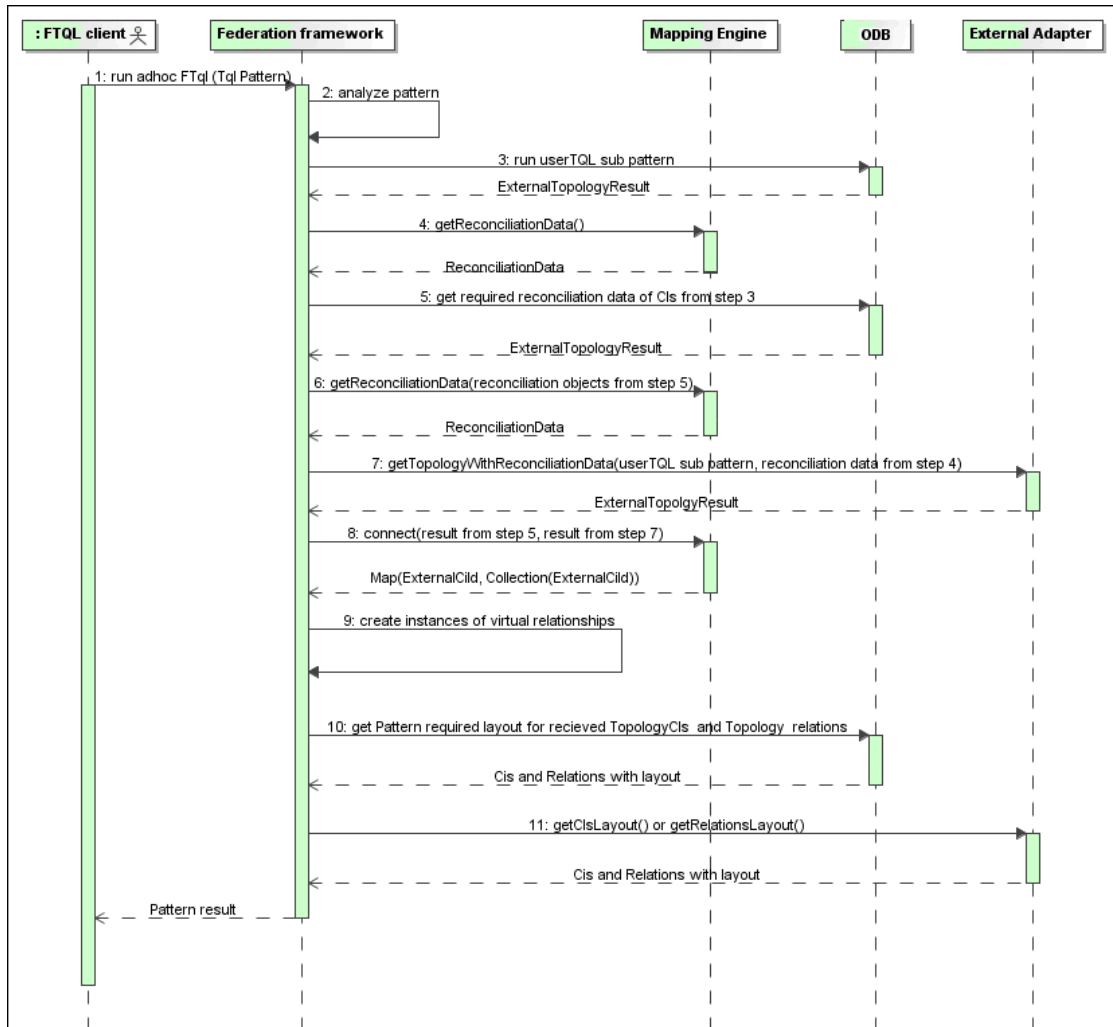 : FTQL client
Federation framework
Mapping Engine
ODB
External Adapter
1: run adhoc FTql (Tql Pattern)
2: analyze pattern
3: run userTQL sub pattern
ExternalTopologyResult
4: getReconciliationData()
ReconciliationData
5: get required reconciliation data of CIs from step 3
ExternalTopologyResult
6: getReconciliationData(reconciliation objects from step 5)
ReconciliationData
7: getTopologyWithReconciliationData(userTQL sub pattern, reconciliation data from step 4)
ExternalTopolgyResult
8: connect(result from step 5, result from step 7)
Map(ExternalCiId, Collection(ExternalCiId))
9: create instances of virtual relationships
10: get Pattern required layout for recieved TopologyCIs and Topology relations
Cis and Relations with layout
11: getCIsLayout() or getRelationsLayout()
Cis and Relations with layout
Pattern result